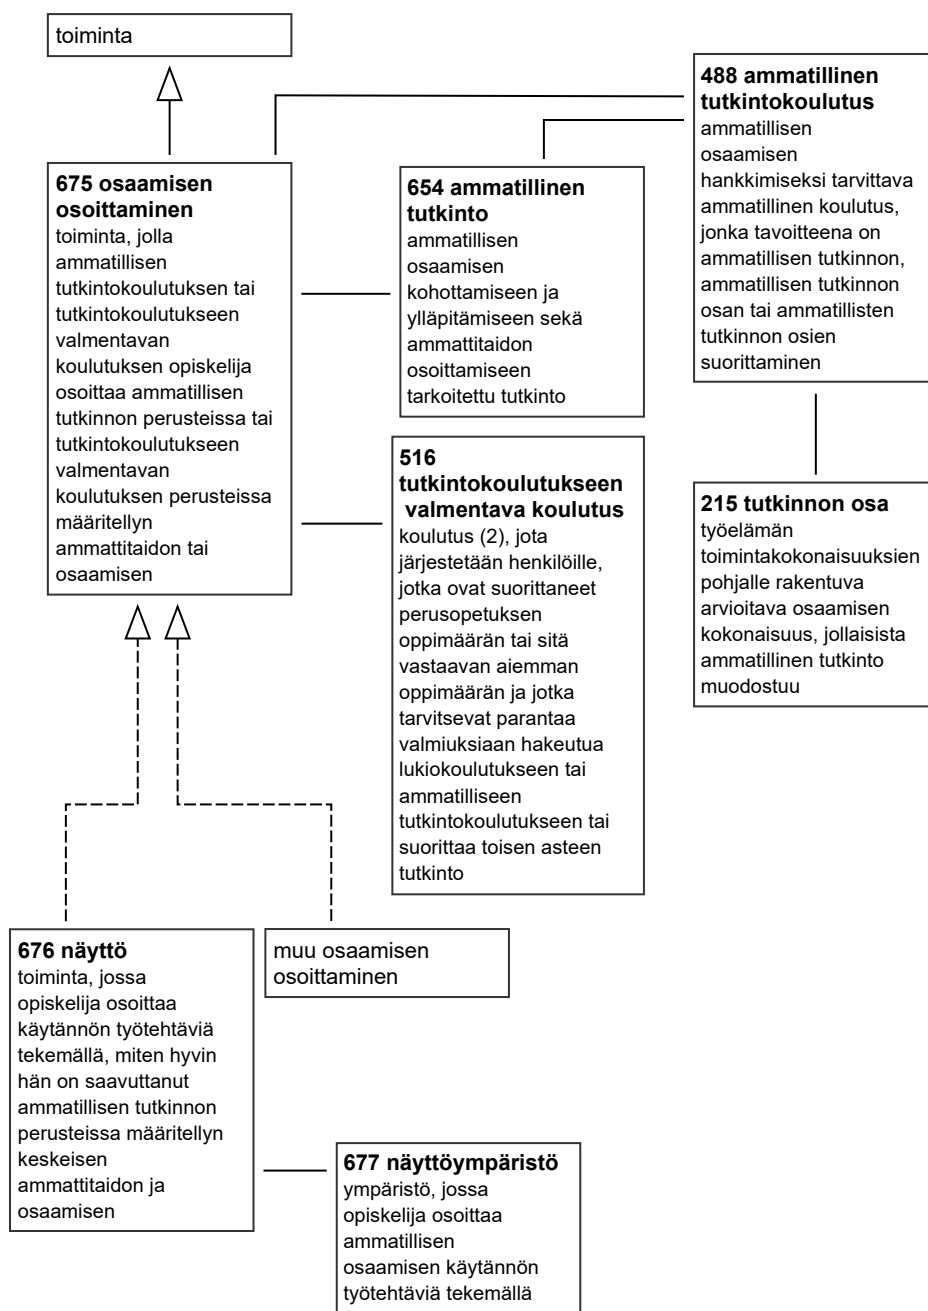 toiminta
488 ammatillinen
tutkintokoulutus
ammatillisen
osaamisen
hankkimiseksi tarvittava
ammatillinen koulutus,
jonka tavoitteena on
ammatillisen tutkinnon,
ammatillisen tutkinnon
osan tai ammatillisten
tutkinnon osien
suorittaminen
675 osaamisen
osoittaminen
toiminta, jolla
ammatillisen
tutkintokoulutuksen tai
tutkintokoulutukseen
valmentavan
koulutuksen opiskelija
osoittaa ammatillisen
tutkinnon perusteissa tai
tutkintokoulutukseen
valmentavan
koulutuksen perusteissa
määritellyn
ammattitaidon tai
osaamisen
654 ammatillinen
tutkinto
ammatillisen
osaamisen
kohottamiseen ja
ylläpitämiseen sekä
ammattitaidon
osoittamiseen
tarkoitettu tutkinto
516
tutkintokoulutukseen
valmentava koulutus
koulutus (2), jota
järjestetään henkilöille,
jotka ovat suorittaneet
perusopetuksen
oppimäärän tai sitä
vastaavan aiemman
oppimäärän ja jotka
tarvitsevat parantaa
valmiuksiaan hakeutua
lukiokoulutukseen tai
ammatilliseen
tutkintokoulutukseen tai
suorittaa toisen asteen
tutkinto
215 tutkinnon osa
työelämän
toimintakokonaisuuksien
pohjalle rakentuva
arvioitava osaamisen
kokonaisuus, jollaisista
ammatillinen tutkinto
muodostuu
676 näyttö
toiminta, jossa
opiskelija osoittaa
käytännön työtehtäviä
tekemällä, miten hyvin
hän on saavuttanut
ammatillisen tutkinnon
perusteissa määritellyn
keskeisen
ammattitaidon ja
osaamisen
muu osaamisen
osoittaminen
677 näyttöympäristö
ympäristö, jossa
opiskelija osoittaa
ammatillisen
osaamisen käytännön
työtehtäviä tekemällä